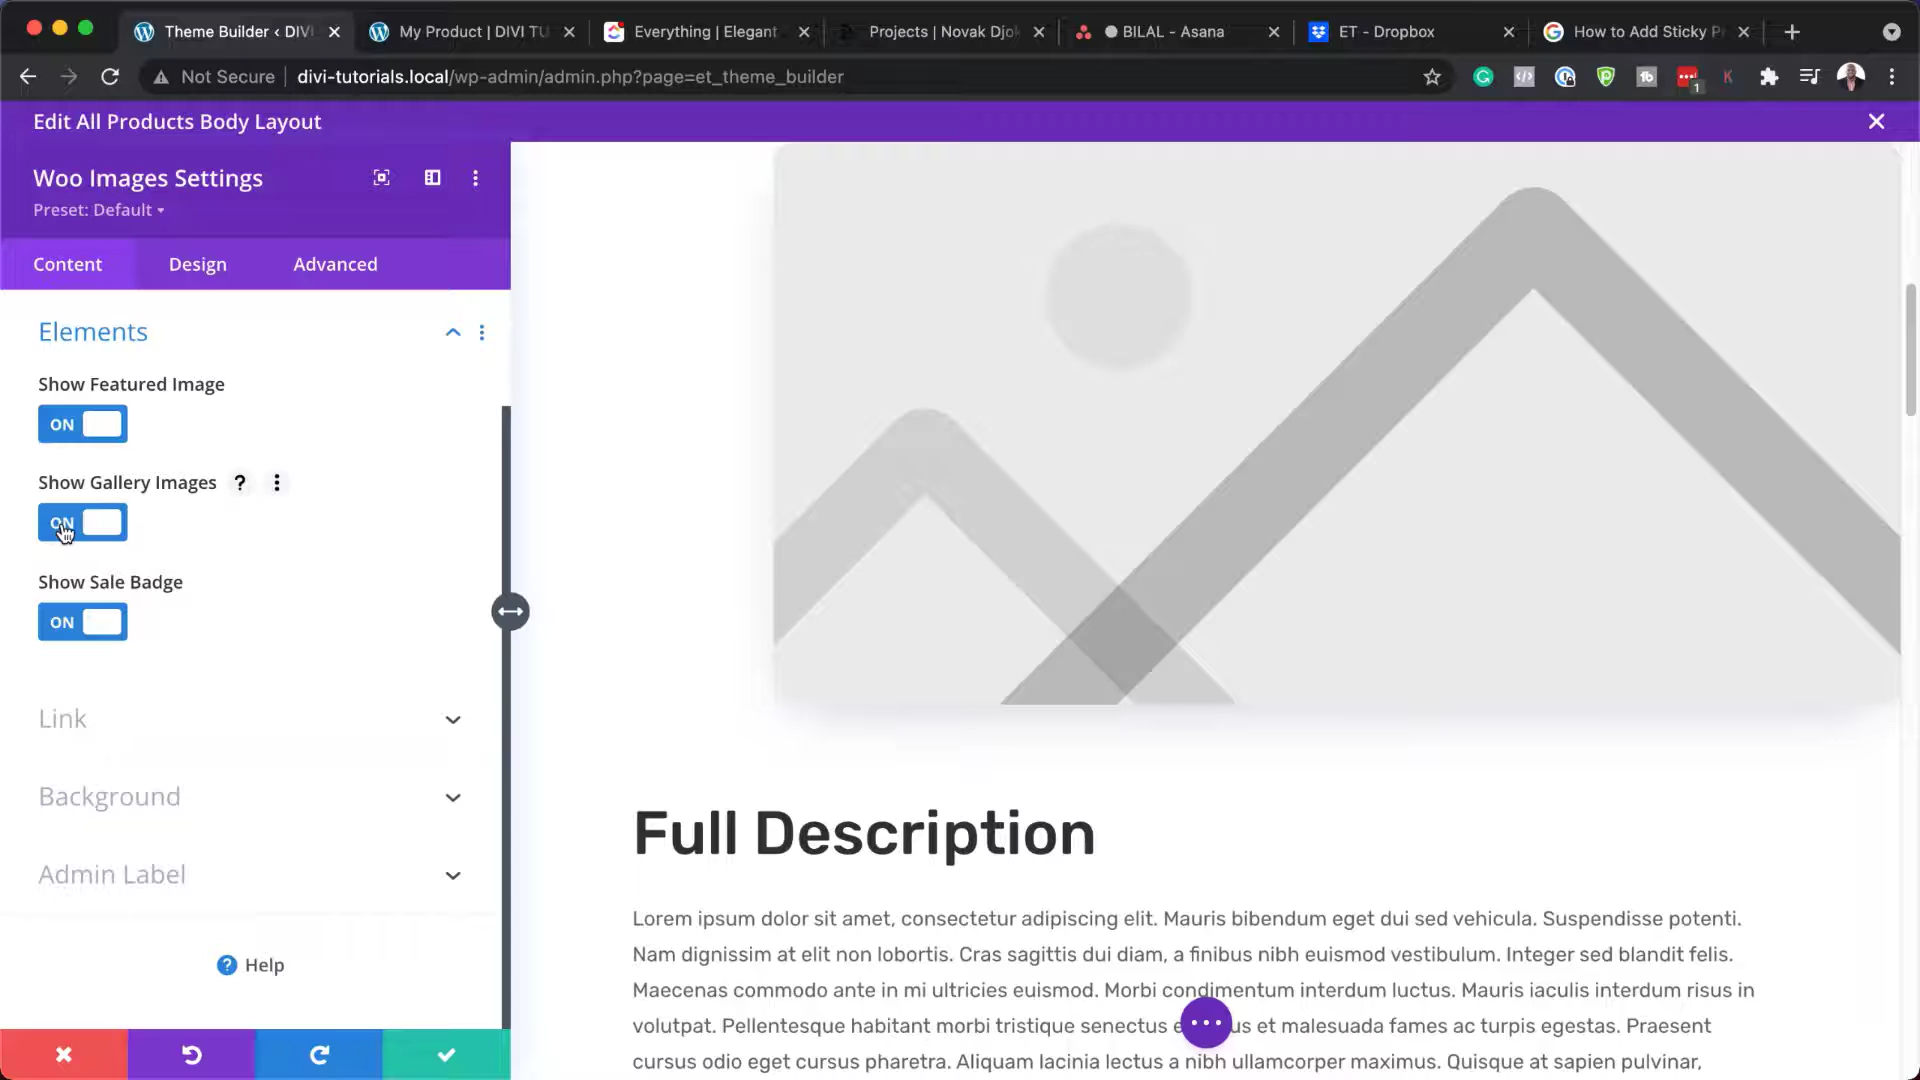 Theme Builder ‹ DIVI
My Product | DIVI TU
Everything | Elegant
Projects | Novak Djok
BILAL - Asana
ET - Dropbox
How to Add Sticky P
Not Secure
divi-tutorials.local/wp-admin/admin.php?page=et_theme_builder
1
Edit All Products Body Layout
Woo Images Settings
Preset: Default
Content
Design
Advanced
Elements
Show Featured Image
ON
Show Gallery Images
?
ON
Show Sale Badge
ON
Link
Background
Admin Label
? Help
Full Description
Lorem ipsum dolor sit amet, consectetur adipiscing elit. Mauris bibendum eget dui sed vehicula. Suspendisse potenti.
Nam dignissim at elit non lobortis. Cras sagittis dui diam, a finibus nibh euismod vestibulum. Integer sed blandit felis.
Maecenas commodo ante in mi ultricies euismod. Morbi condimentum interdum luctus. Mauris iaculis interdum risus in
volutpat. Pellentesque habitant morbi tristique senectus et malesuada fames ac turpis egestas. Praesent
cursus odio eget cursus pharetra. Aliquam lacinia lectus a nibh ullamcorper maximus. Quisque at sapien pulvinar,